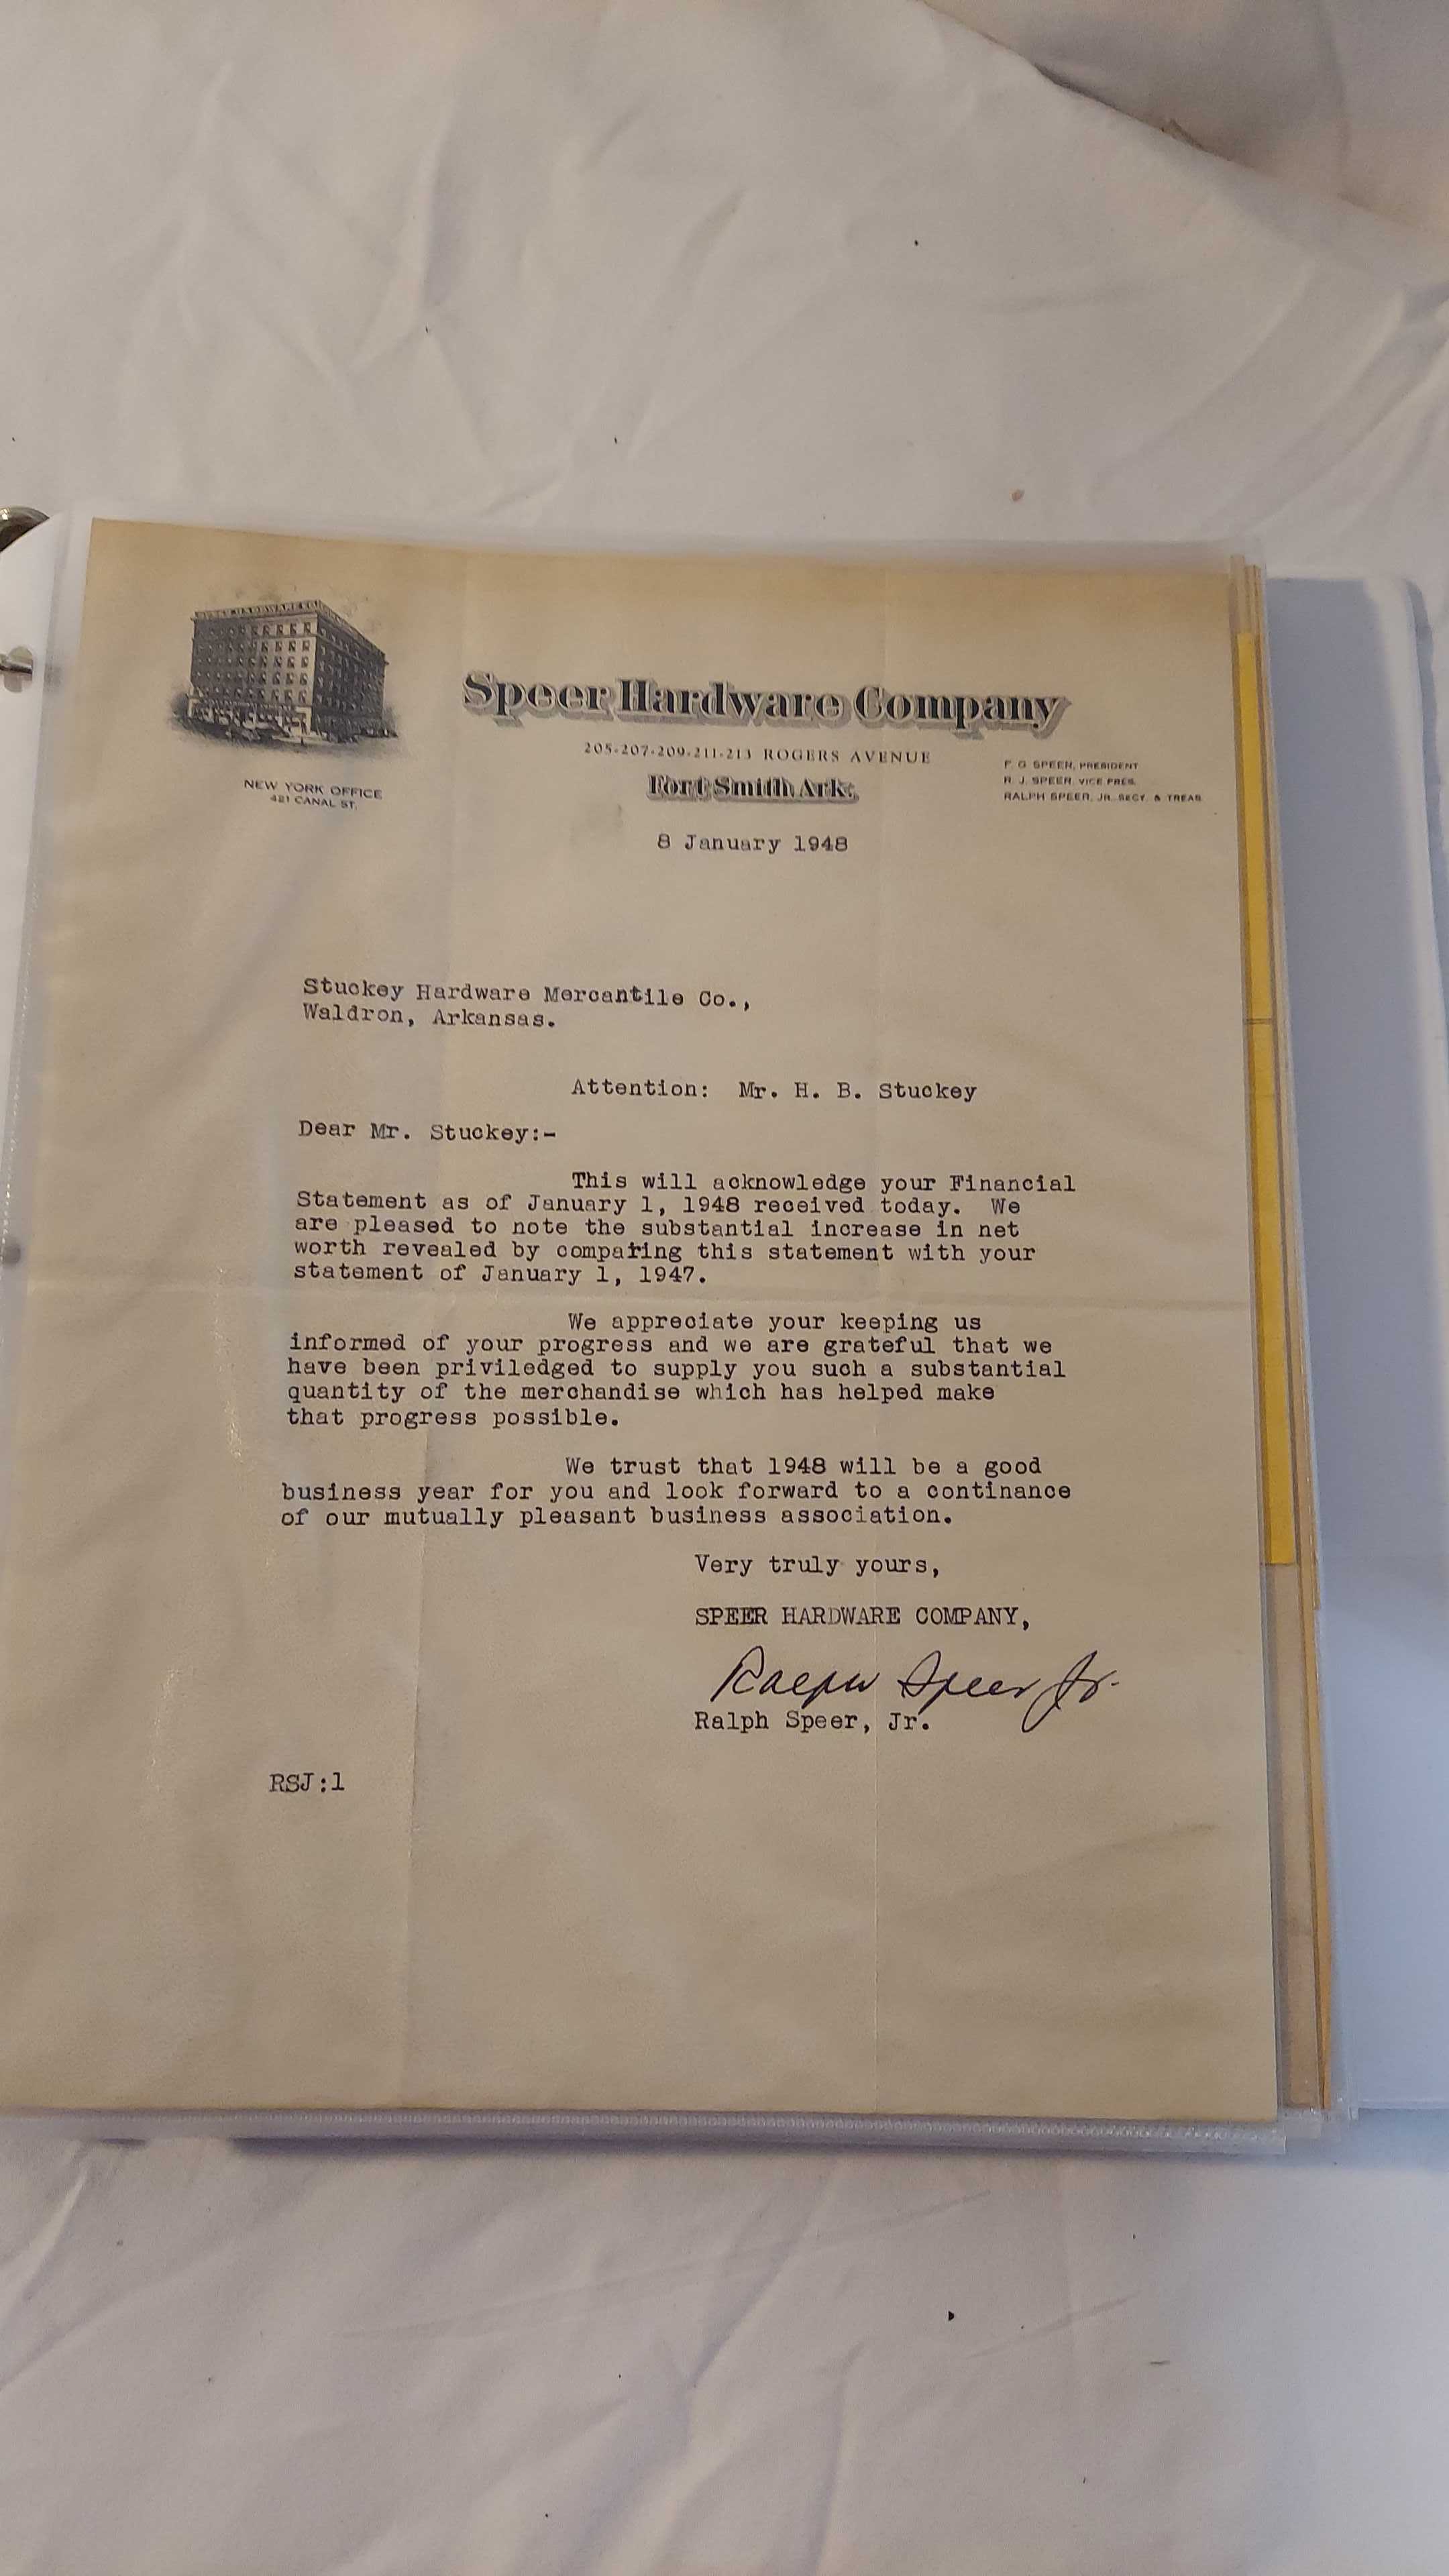 SPEER HARDWARE CO.
Speer Hardware Company
205-207-209-211-213 ROGERS AVENUE
Fort Smith, Ark.
NEW YORK OFFICE
421 CANAL ST.
F. G. SPEER, PRESIDENT
R. J. SPEER, VICE PRES.
RALPH SPEER, JR. SECY. & TREAS.
8 January 1948
Stuckey Hardware Mercantile Co.,
Waldron, Arkansas.
Attention: Mr. H. B. Stuckey
Dear Mr. Stuckey:-
This will acknowledge your Financial
Statement as of January 1, 1948 received today. We
are pleased to note the substantial increase in net
worth revealed by comparing this statement with your
statement of January 1, 1947.
We appreciate your keeping us
informed of your progress and we are grateful that we
have been priviledged to supply you such a substantial
quantity of the merchandise which has helped make
that progress possible.
We trust that 1948 will be a good
business year for you and look forward to a continance
of our mutually pleasant business association.
Very truly yours,
SPEER HARDWARE COMPANY,
Ralph Speer Jr.
Ralph Speer, Jr.
RSJ:l